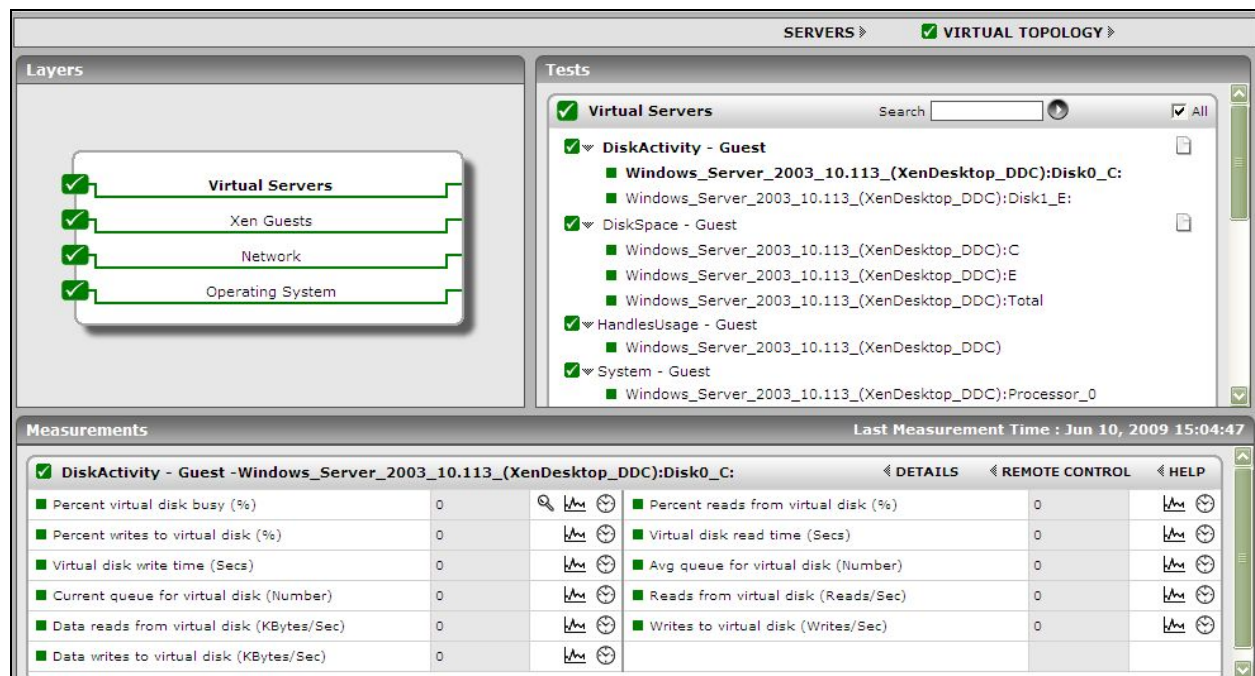 SERVERS
VIRTUAL TOPOLOGY
Layers
Virtual Servers
Xen Guests
Network
Operating System
Tests
Virtual Servers Search All
DiskActivity - Guest
Windows_Server_2003_10.113_(XenDesktop_DDC):Disk0_C:
Windows_Server_2003_10.113_(XenDesktop_DDC):Disk1_E:
DiskSpace - Guest
Windows_Server_2003_10.113_(XenDesktop_DDC):C
Windows_Server_2003_10.113_(XenDesktop_DDC):E
Windows_Server_2003_10.113_(XenDesktop_DDC):Total
HandlesUsage - Guest
Windows_Server_2003_10.113_(XenDesktop_DDC)
System - Guest
Windows_Server_2003_10.113_(XenDesktop_DDC):Processor_0
Measurements Last Measurement Time : Jun 10, 2009 15:04:47
DiskActivity - Guest -Windows_Server_2003_10.113_(XenDesktop_DDC):Disk0_C: DETAILS REMOTE CONTROL HELP
Percent virtual disk busy (%) 0 Percent reads from virtual disk (%) 0
Percent writes to virtual disk (%) 0 Virtual disk read time (Secs) 0
Virtual disk write time (Secs) 0 Avg queue for virtual disk (Number) 0
Current queue for virtual disk (Number) 0 Reads from virtual disk (Reads/Sec) 0
Data reads from virtual disk (KBytes/Sec) 0 Writes to virtual disk (Writes/Sec) 0
Data writes to virtual disk (KBytes/Sec) 0